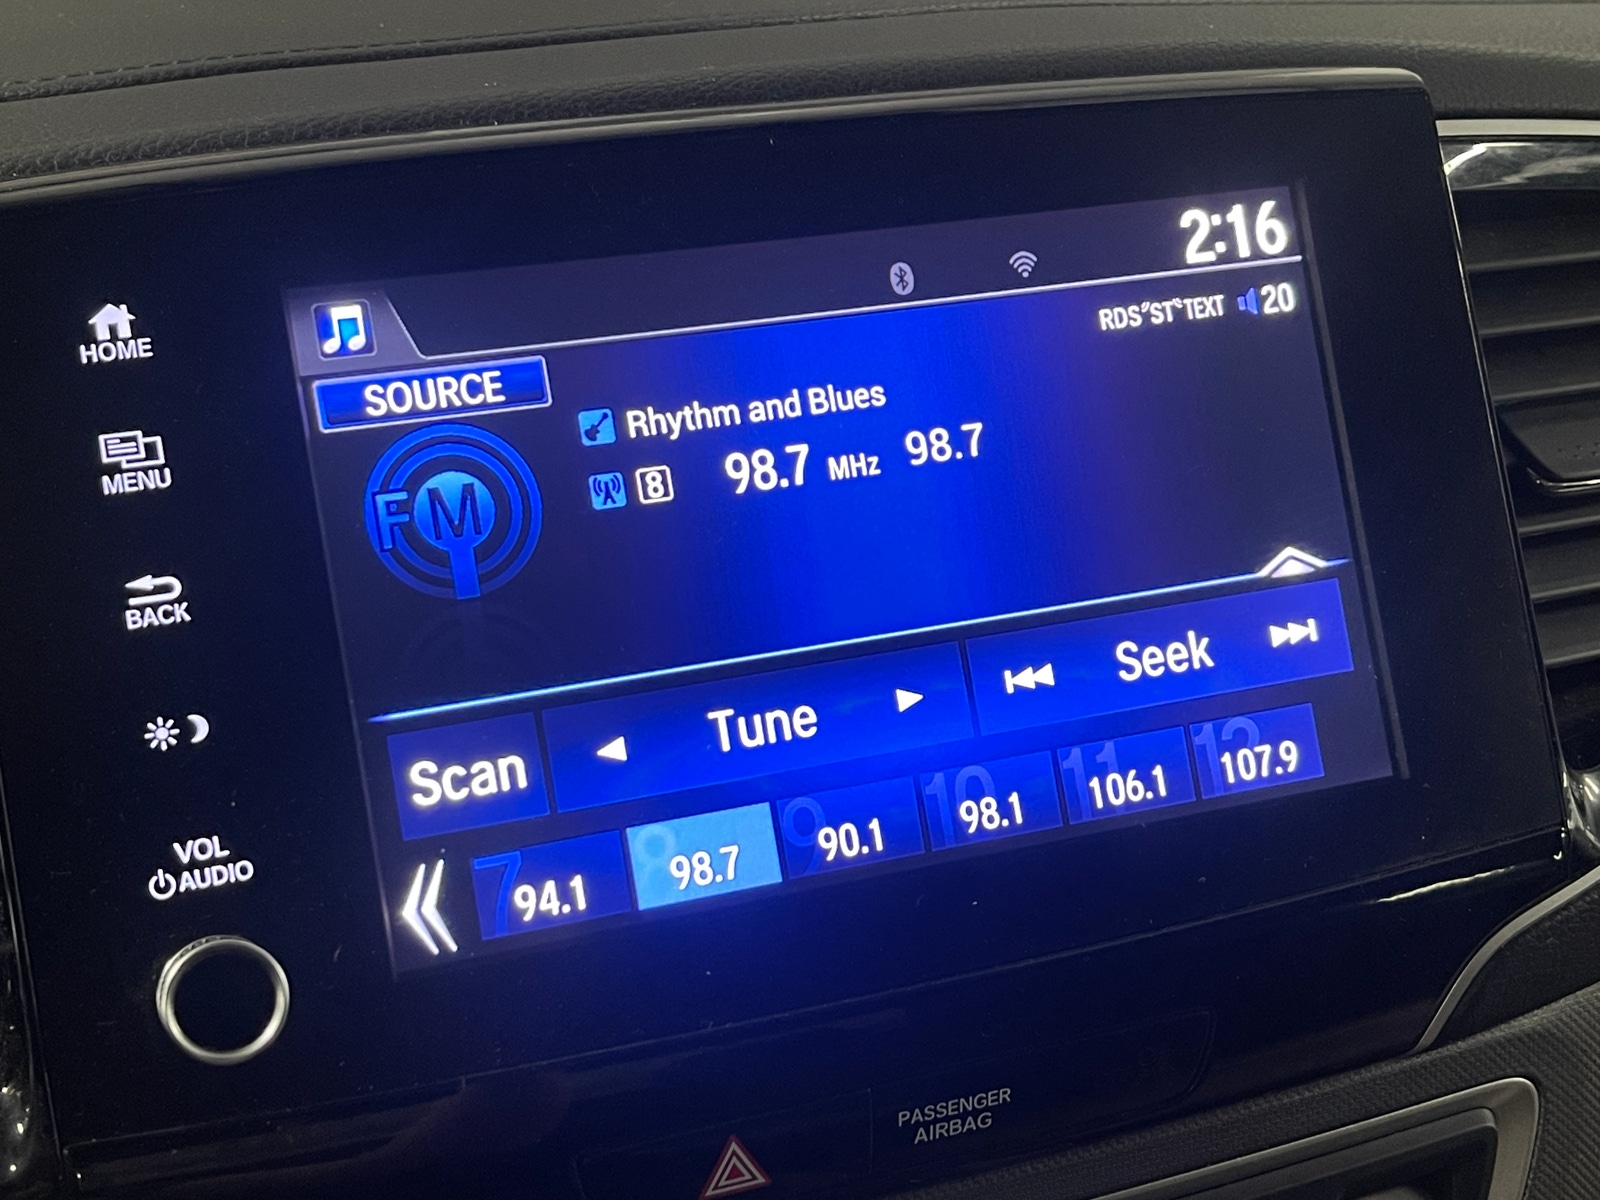 2:16
RDS ST TEXT 20
HOME
SOURCE
Rhythm and Blues
8 98.7 MHz 98.7
FM
MENU
BACK
Scan Tune Seek
7 94.1
8 98.7
9 90.1
10 98.1
11 106.1
12 107.9
VOL
AUDIO
PASSENGER
AIRBAG